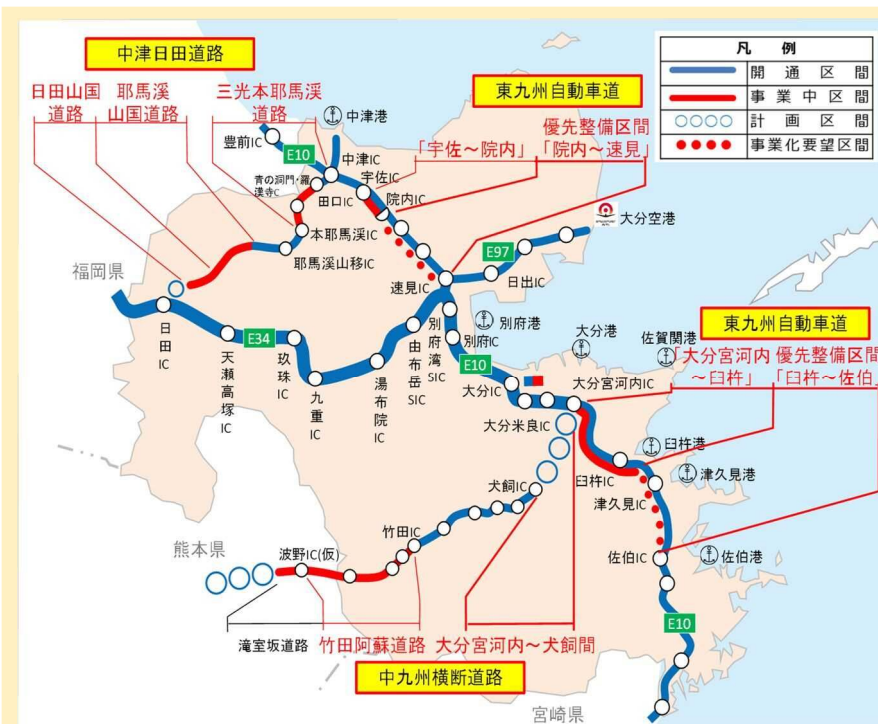 中津日田道路
凡　例
開通区間
事業中区間
計画区間
事業化要望区間
日田山国
道路
耶馬溪
山国道路
三光本耶馬溪
道路
中津港
東九州自動車道
優先整備区間
「宇佐～院内」
「院内～速見」
豊前IC
E10
中津IC
宇佐IC
院内IC
青の洞門・羅
漢寺IC
田口IC
本耶馬溪IC
耶馬溪山移IC
大分空港
E97
福岡県
速見IC
日出IC
日田IC
E34
天瀬高塚IC
玖珠IC
九重IC
湯布院IC
由布岳SIC
別府湾SIC
別府IC
別府港
E10
大分港
佐賀関港
東九州自動車道
「大分宮河内
～臼杵」
優先整備区間
「臼杵～佐伯」
大分IC
大分宮河内IC
大分米良IC
臼杵港
臼杵IC
津久見港
津久見IC
犬飼IC
竹田IC
佐伯IC
佐伯港
熊本県
波野IC(仮)
E10
滝室坂道路
竹田阿蘇道路
大分宮河内～犬飼間
中九州横断道路
宮崎県